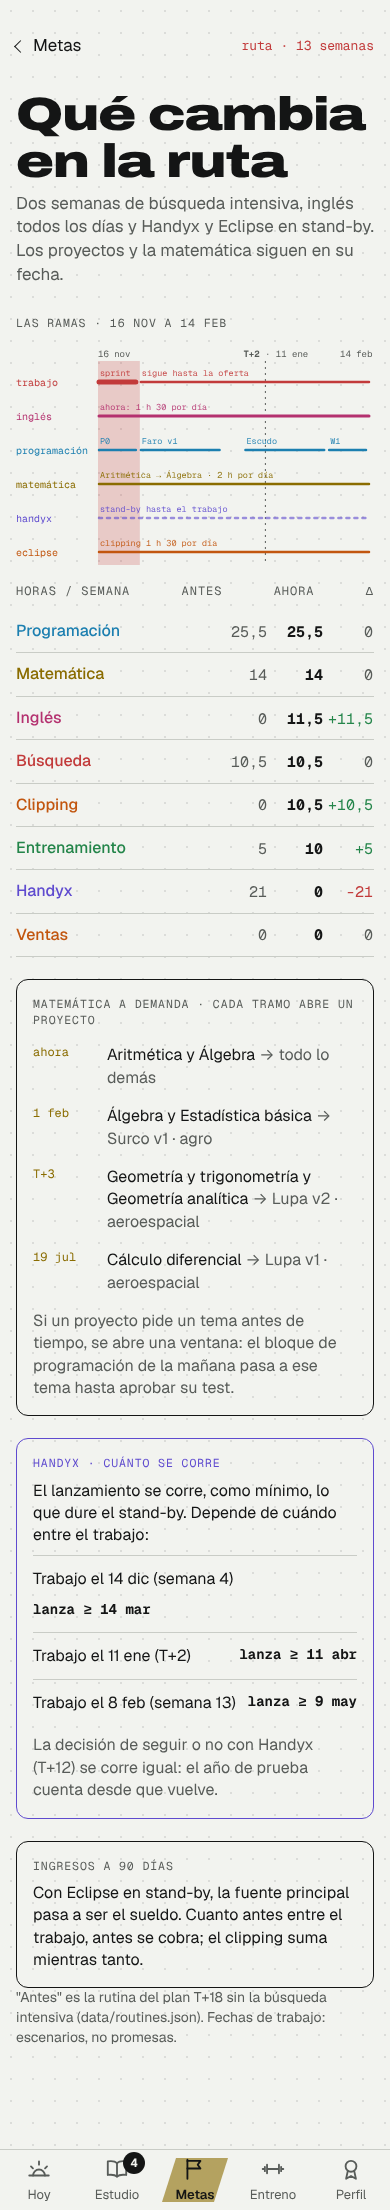 Metas
ruta · 13 semanas
Qué cambia
en la ruta
Dos semanas de búsqueda intensiva, inglés
todos los días y Handyx y Eclipse en stand-by.
Los proyectos y la matemática siguen en su
fecha.
LAS RAMAS · 16 NOV A 14 FEB
16 nov T+2 · 11 ene 14 feb
sprint sigue hasta la oferta
trabajo
ahora: 1 h 30 por día
inglés
P0 Faro v1 Escudo W1
programación
Aritmética → Álgebra · 2 h por día
matemática
stand-by hasta el trabajo
handyx
clipping 1 h 30 por día
eclipse
HORAS / SEMANA ANTES AHORA Δ
Programación 25,5 25,5 0
Matemática 14 14 0
Inglés 0 11,5 +11,5
Búsqueda 10,5 10,5 0
Clipping 0 10,5 +10,5
Entrenamiento 5 10 +5
Handyx 21 0 -21
Ventas 0 0 0
MATEMÁTICA A DEMANDA · CADA TRAMO ABRE UN
PROYECTO
ahora Aritmética y Álgebra → todo lo
demás
1 feb Álgebra y Estadística básica →
Surco v1 · agro
T+3 Geometría y trigonometría y
Geometría analítica → Lupa v2 ·
aeroespacial
19 jul Cálculo diferencial → Lupa v1 ·
aeroespacial
Si un proyecto pide un tema antes de
tiempo, se abre una ventana: el bloque de
programación de la mañana pasa a ese
tema hasta aprobar su test.
HANDYX · CUÁNTO SE CORRE
El lanzamiento se corre, como mínimo, lo
que dure el stand-by. Depende de cuándo
entre el trabajo:
Trabajo el 14 dic (semana 4)
lanza ≥ 14 mar
Trabajo el 11 ene (T+2) lanza ≥ 11 abr
Trabajo el 8 feb (semana 13) lanza ≥ 9 may
La decisión de seguir o no con Handyx
(T+12) se corre igual: el año de prueba
cuenta desde que vuelve.
INGRESOS A 90 DÍAS
Con Eclipse en stand-by, la fuente principal
pasa a ser el sueldo. Cuanto antes entre el
trabajo, antes se cobra; el clipping suma
mientras tanto.
"Antes" es la rutina del plan T+18 sin la búsqueda
intensiva (data/routines.json). Fechas de trabajo:
escenarios, no promesas.
4
Hoy Estudio Metas Entreno Perfil